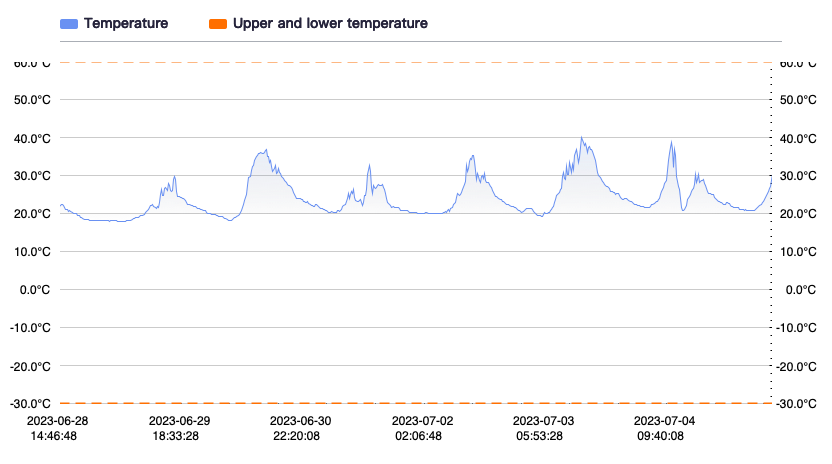 Temperature Upper and lower temperature
60.0°C 60.0°C
50.0°C 50.0°C
40.0°C 40.0°C
30.0°C 30.0°C
20.0°C 20.0°C
10.0°C 10.0°C
0.0°C 0.0°C
-10.0°C -10.0°C
-20.0°C -20.0°C
-30.0°C -30.0°C
2023-06-28 2023-06-29 2023-06-30 2023-07-02 2023-07-03 2023-07-04
14:46:48 18:33:28 22:20:08 02:06:48 05:53:28 09:40:08